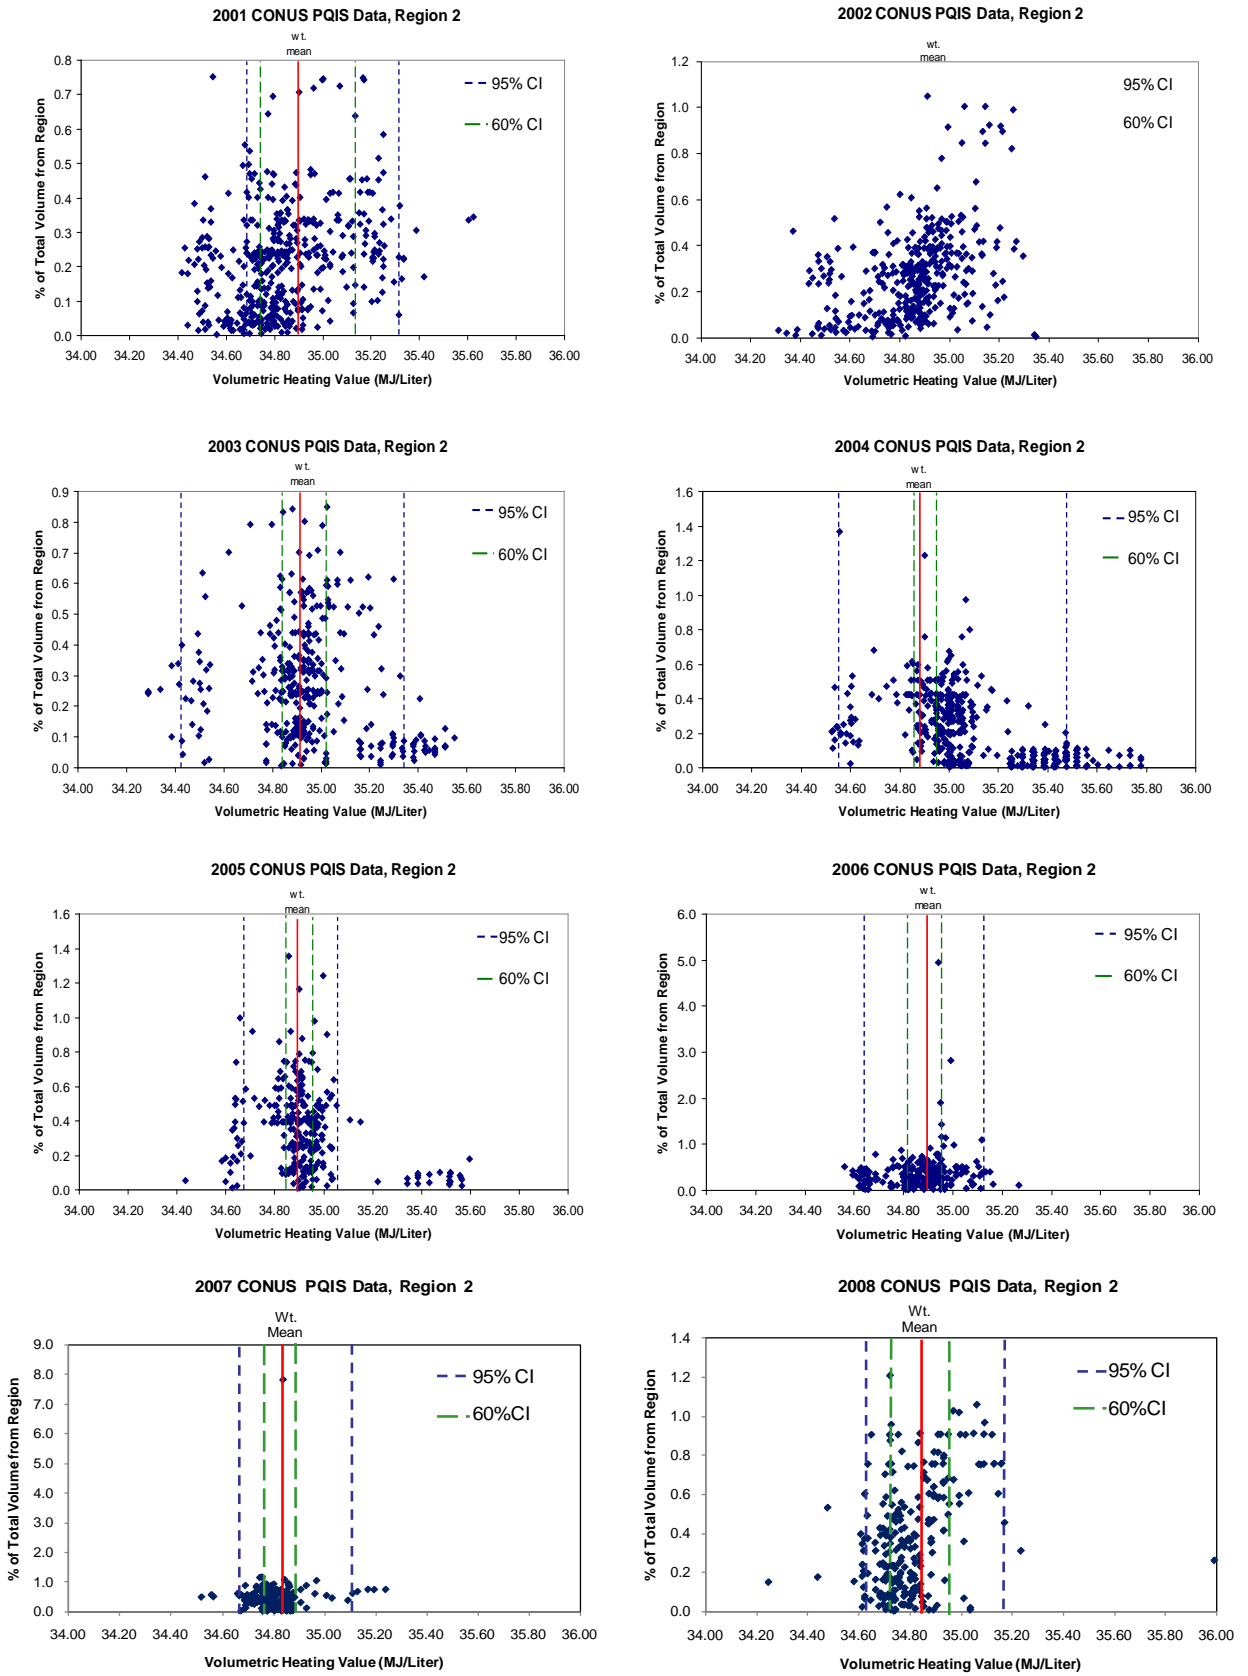 2001 CONUS PQIS Data, Region 2
wt.
mean
0.8
0.7
0.6
0.5
0.4
0.3
0.2
0.1
0.0
% of Total Volume from Region
95% CI
60% CI
34.00 34.20 34.40 34.60 34.80 35.00 35.20 35.40 35.60 35.80 36.00
Volumetric Heating Value (MJ/Liter)
2002 CONUS PQIS Data, Region 2
wt.
mean
1.2
1.0
0.8
0.6
0.4
0.2
0.0
% of Total Volume from Region
95% CI
60% CI
34.00 34.20 34.40 34.60 34.80 35.00 35.20 35.40 35.60 35.80 36.00
Volumetric Heating Value (MJ/Liter)
2003 CONUS PQIS Data, Region 2
wt.
mean
0.9
0.8
0.7
0.6
0.5
0.4
0.3
0.2
0.1
0.0
% of Total Volume from Region
95% CI
60% CI
34.00 34.20 34.40 34.60 34.80 35.00 35.20 35.40 35.60 35.80 36.00
Volumetric Heating Value (MJ/Liter)
2004 CONUS PQIS Data, Region 2
wt.
mean
1.6
1.4
1.2
1.0
0.8
0.6
0.4
0.2
0.0
% of Total Volume from Region
95% CI
60% CI
34.00 34.20 34.40 34.60 34.80 35.00 35.20 35.40 35.60 35.80 36.00
Volumetric Heating Value (MJ/Liter)
2005 CONUS PQIS Data, Region 2
wt.
mean
1.6
1.4
1.2
1.0
0.8
0.6
0.4
0.2
0.0
% of Total Volume from Region
95% CI
60% CI
34.00 34.20 34.40 34.60 34.80 35.00 35.20 35.40 35.60 35.80 36.00
Volumetric Heating Value (MJ/Liter)
2006 CONUS PQIS Data, Region 2
wt.
mean
6.0
5.0
4.0
3.0
2.0
1.0
0.0
% of Total Volume from Region
95% CI
60% CI
34.00 34.20 34.40 34.60 34.80 35.00 35.20 35.40 35.60 35.80 36.00
Volumetric Heating Value (MJ/Liter)
2007 CONUS PQIS Data, Region 2
Wt.
Mean
9.0
8.0
7.0
6.0
5.0
4.0
3.0
2.0
1.0
0.0
% of Total Volume from Region
95% CI
60%CI
34.00 34.20 34.40 34.60 34.80 35.00 35.20 35.40 35.60 35.80 36.00
Volumetric Heating Value (MJ/Liter)
2008 CONUS PQIS Data, Region 2
Wt.
Mean
1.4
1.2
1.0
0.8
0.6
0.4
0.2
0.0
% of Total Volume from Region
95% CI
60%CI
34.00 34.20 34.40 34.60 34.80 35.00 35.20 35.40 35.60 35.80 36.00
Volumetric Heating Value (MJ/Liter)